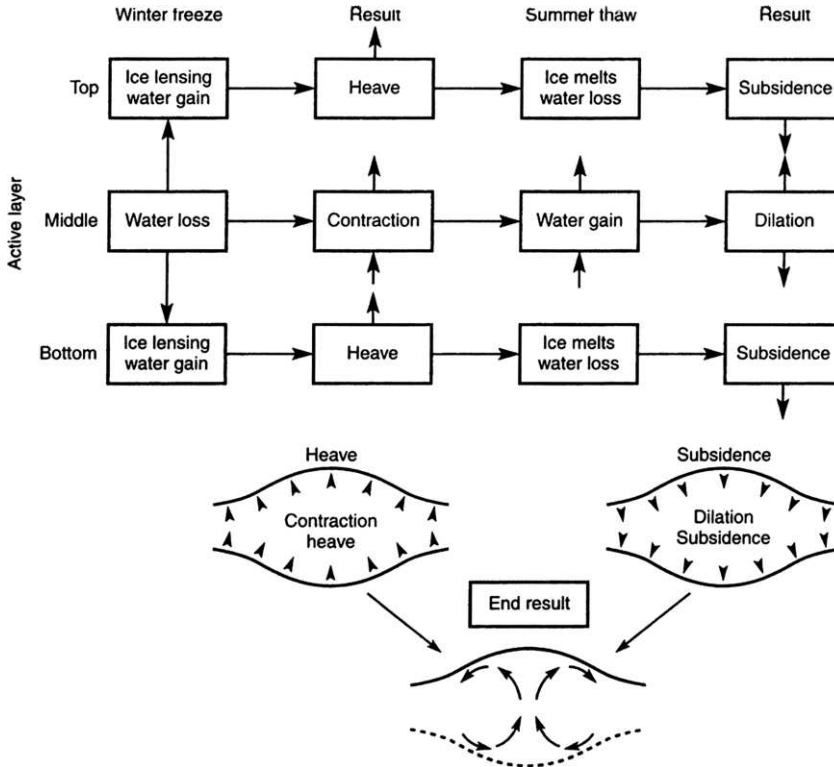 Winter freeze
Result
Summer thaw
Result
Active layer
Top
Ice lensing
water gain
Heave
Ice melts
water loss
Subsidence
Middle
Water loss
Contraction
Water gain
Dilation
Bottom
Ice lensing
water gain
Heave
Ice melts
water loss
Subsidence
Heave
Contraction
heave
Subsidence
Dilation
Subsidence
End result